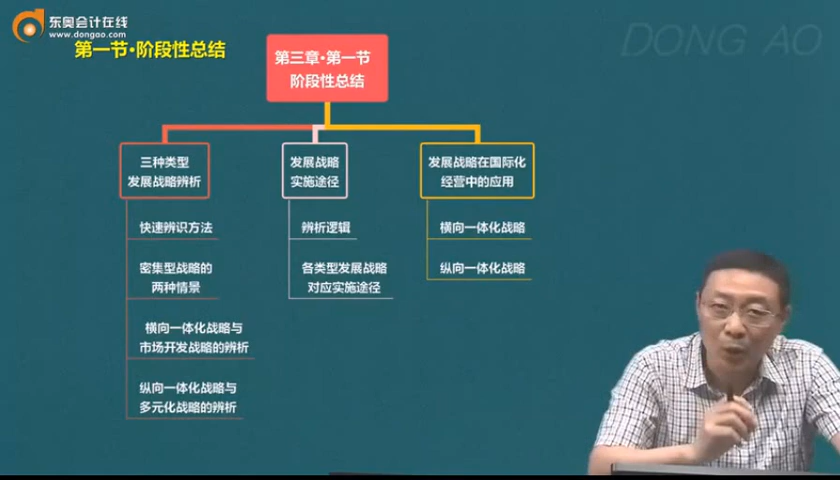 东奥会计在线
www.dongao.com
第一节·阶段性总结
DONG AO
第三章·第一节
阶段性总结
三种类型
发展战略辨析
快速辨识方法
密集型战略的
两种情景
横向一体化战略与
市场开发战略的辨析
纵向一体化战略与
多元化战略的辨析
发展战略
实施途径
辨析逻辑
各类型发展战略
对应实施途径
发展战略在国际化
经营中的应用
横向一体化战略
纵向一体化战略